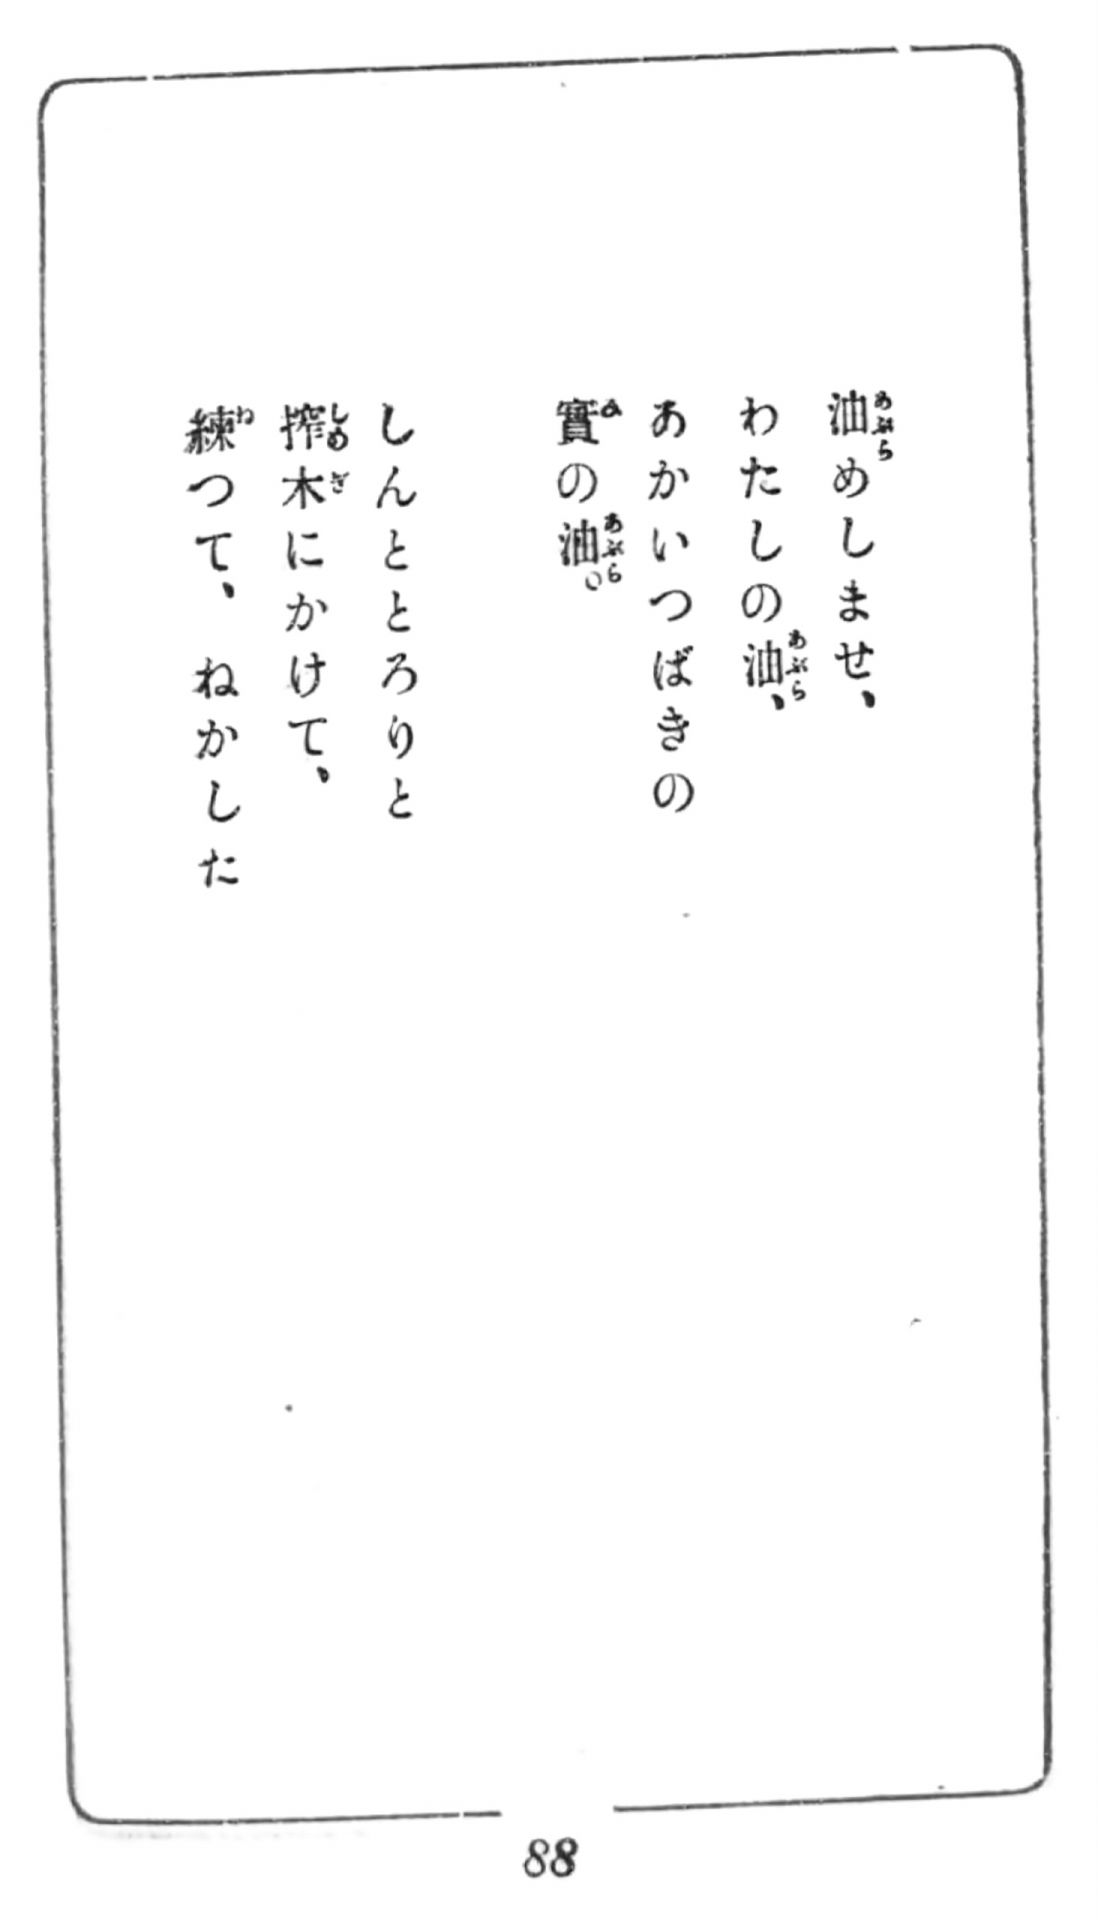 油めしませ、
わたしの油、
あかいつばきの
實の油。
しんととろりと
搾木にかけて、
練つて、ねかした
88